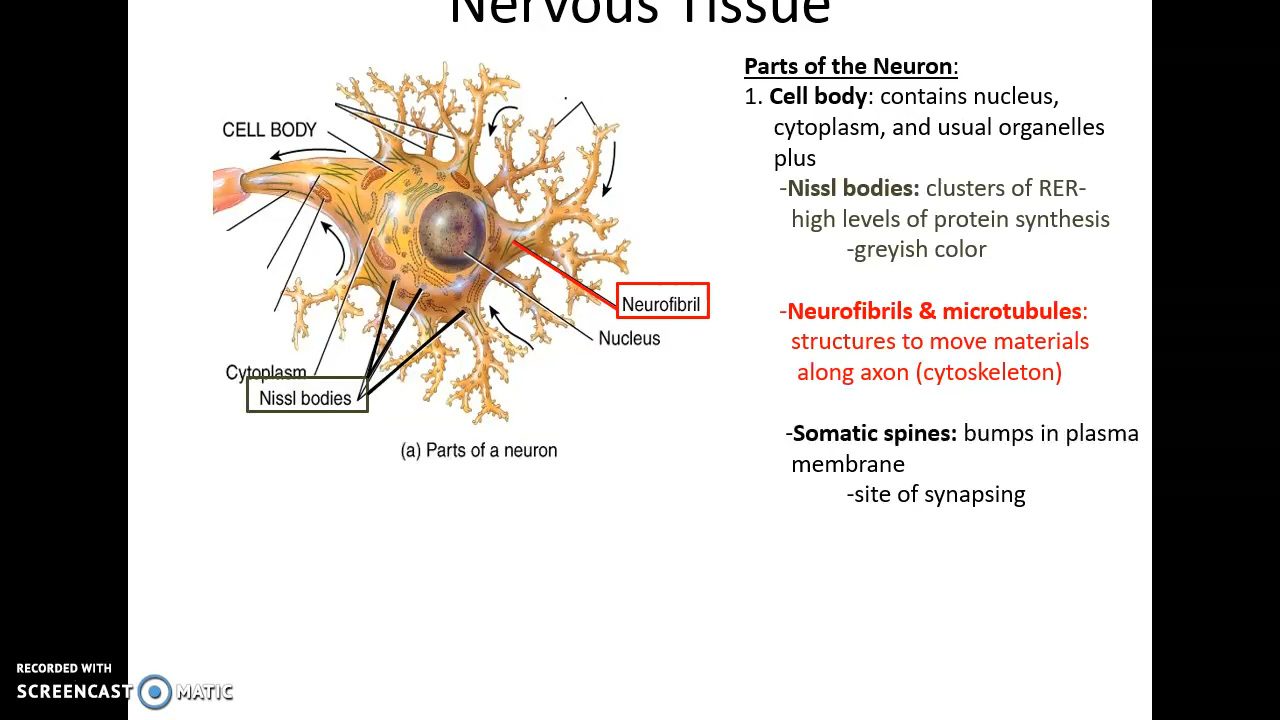 Nervous Tissue
CELL BODY
Neurofibril
Nucleus
Cytoplasm
Nissl bodies
(a) Parts of a neuron
Parts of the Neuron:
1. Cell body: contains nucleus,
cytoplasm, and usual organelles
plus
-Nissl bodies: clusters of RER-
high levels of protein synthesis
-greyish color
-Neurofibrils & microtubules:
structures to move materials
along axon (cytoskeleton)
-Somatic spines: bumps in plasma
membrane
-site of synapsing
RECORDED WITH
SCREENCAST MATIC